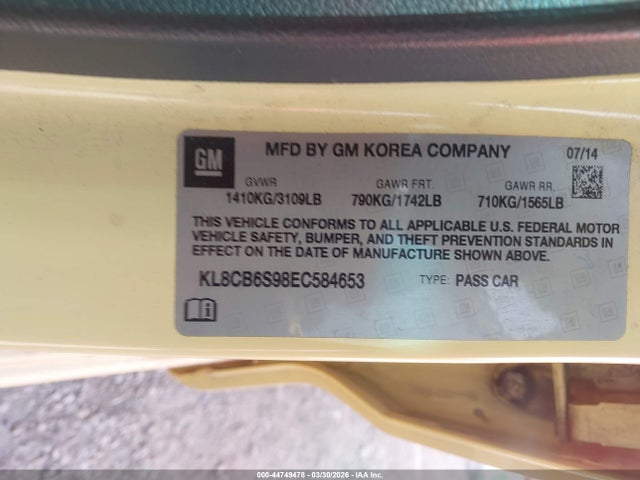 GM
MFD BY GM KOREA COMPANY 07/14
GVWR GAWR FRT. GAWR RR.
1410KG/3109LB 790KG/1742LB 710KG/1565LB
THIS VEHICLE CONFORMS TO ALL APPLICABLE U.S. FEDERAL MOTOR
VEHICLE SAFETY, BUMPER, AND THEFT PREVENTION STANDARDS IN
EFFECT ON THE DATE OF MANUFACTURE SHOWN ABOVE.
KL8CB6S98EC584653 TYPE: PASS CAR
000-44749478 - 03/30/2026 - IAAI.com